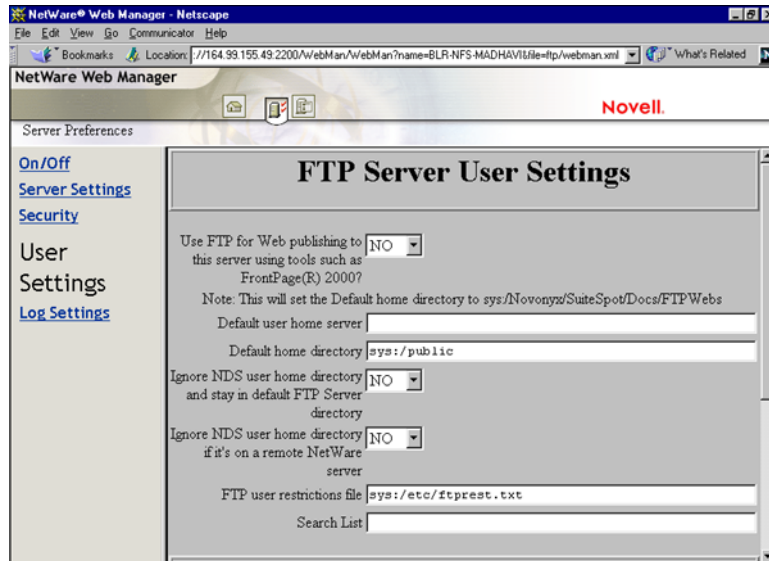 NetWare® Web Manager - Netscape
File Edit View Go Communicator Help
Bookmarks Location: ://164.99.155.49:2200/WebMan/WebMan?name=BLR-NFS-MADHAVI&file=ftp/webman.xml What's Related
NetWare Web Manager
Novell.
Server Preferences
On/Off
Server Settings
Security
User
Settings
Log Settings
FTP Server User Settings
Use FTP for Web publishing to NO
this server using tools such as
FrontPage(R) 2000?
Note: This will set the Default home directory to sys:/Novonyx/SuiteSpot/Docs/FTPWebs
Default user home server
Default home directory sys:/public
Ignore NDS user home directory NO
and stay in default FTP Server
directory
Ignore NDS user home directory NO
if it's on a remote NetWare
server
FTP user restrictions file sys:/etc/ftprest.txt
Search List